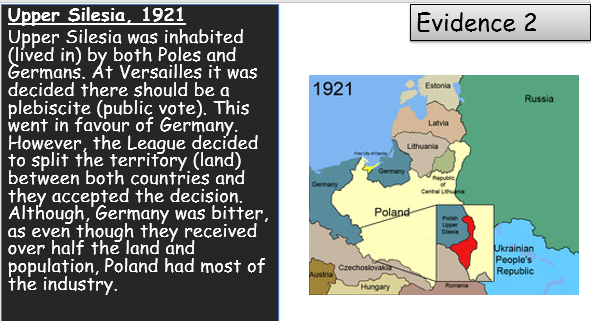 Upper Silesia, 1921
Upper Silesia was inhabited
(lived in) by both Poles and
Germans. At Versailles it was
decided there should be a
plebiscite (public vote). This
went in favour of Germany.
However, the League decided
to split the territory (land)
between both countries and
they accepted the decision.
Although, Germany was bitter,
as even though they received
over half the land and
population, Poland had most of
the industry.
Evidence 2
1921
Estonia
Russia
Latvia
Lithuania
Free City of Danzig
Germany
Germany
Republic
of
Central Lithuania
Poland
Polish
Upper
Silesia
Ukrainian
People's
Republic
Czechoslovakia
Austria
Hungary
Romania